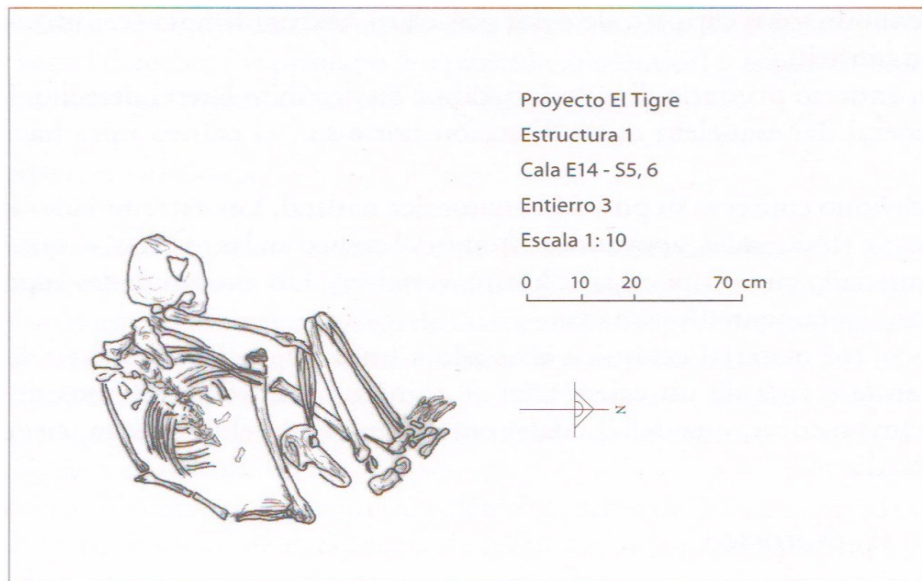 Proyecto El Tigre
Estructura 1
Cala E14 - S5, 6
Entierro 3
Escala 1: 10
0 10 20 70 cm
N